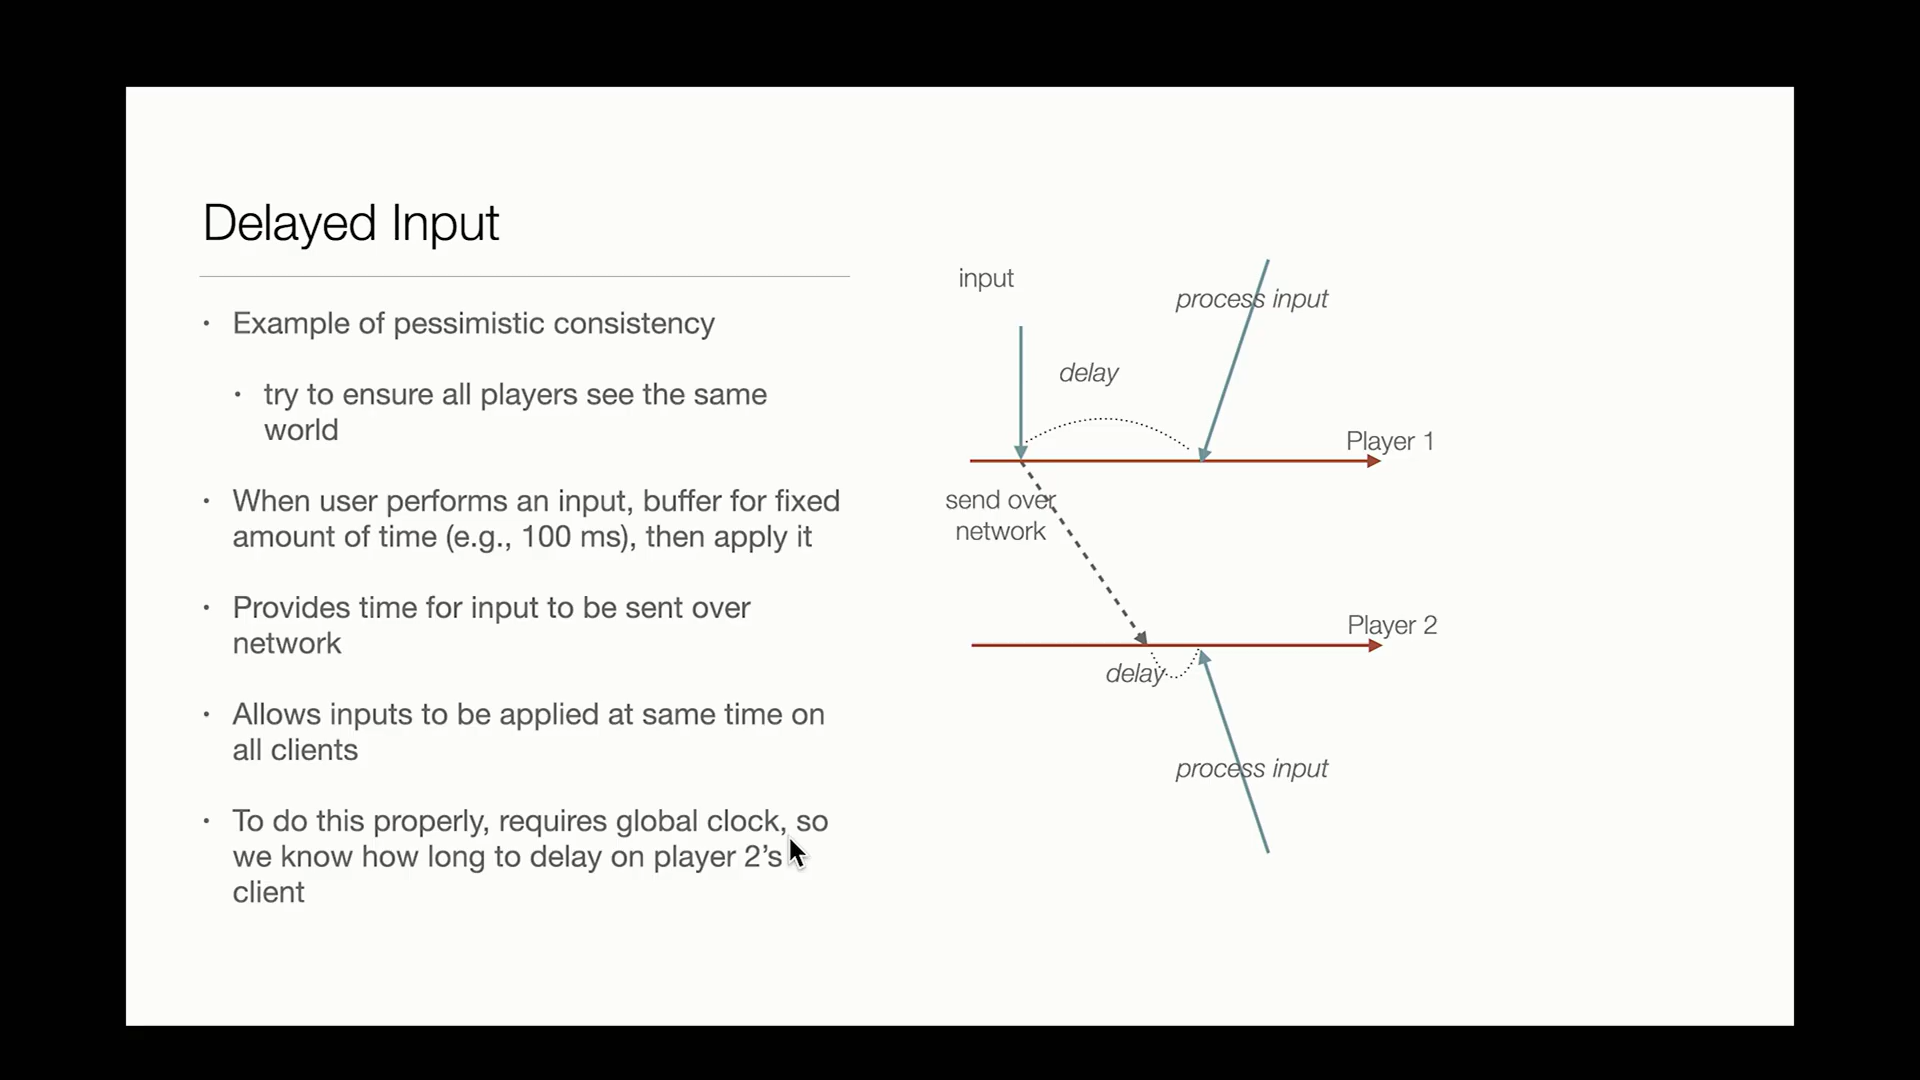 Delayed Input
• Example of pessimistic consistency
• try to ensure all players see the same
world
• When user performs an input, buffer for fixed
amount of time (e.g., 100 ms), then apply it
• Provides time for input to be sent over
network
• Allows inputs to be applied at same time on
all clients
• To do this properly, requires global clock, so
we know how long to delay on player 2’s
client
input
process input
delay
Player 1
send over
network
Player 2
delay
process input